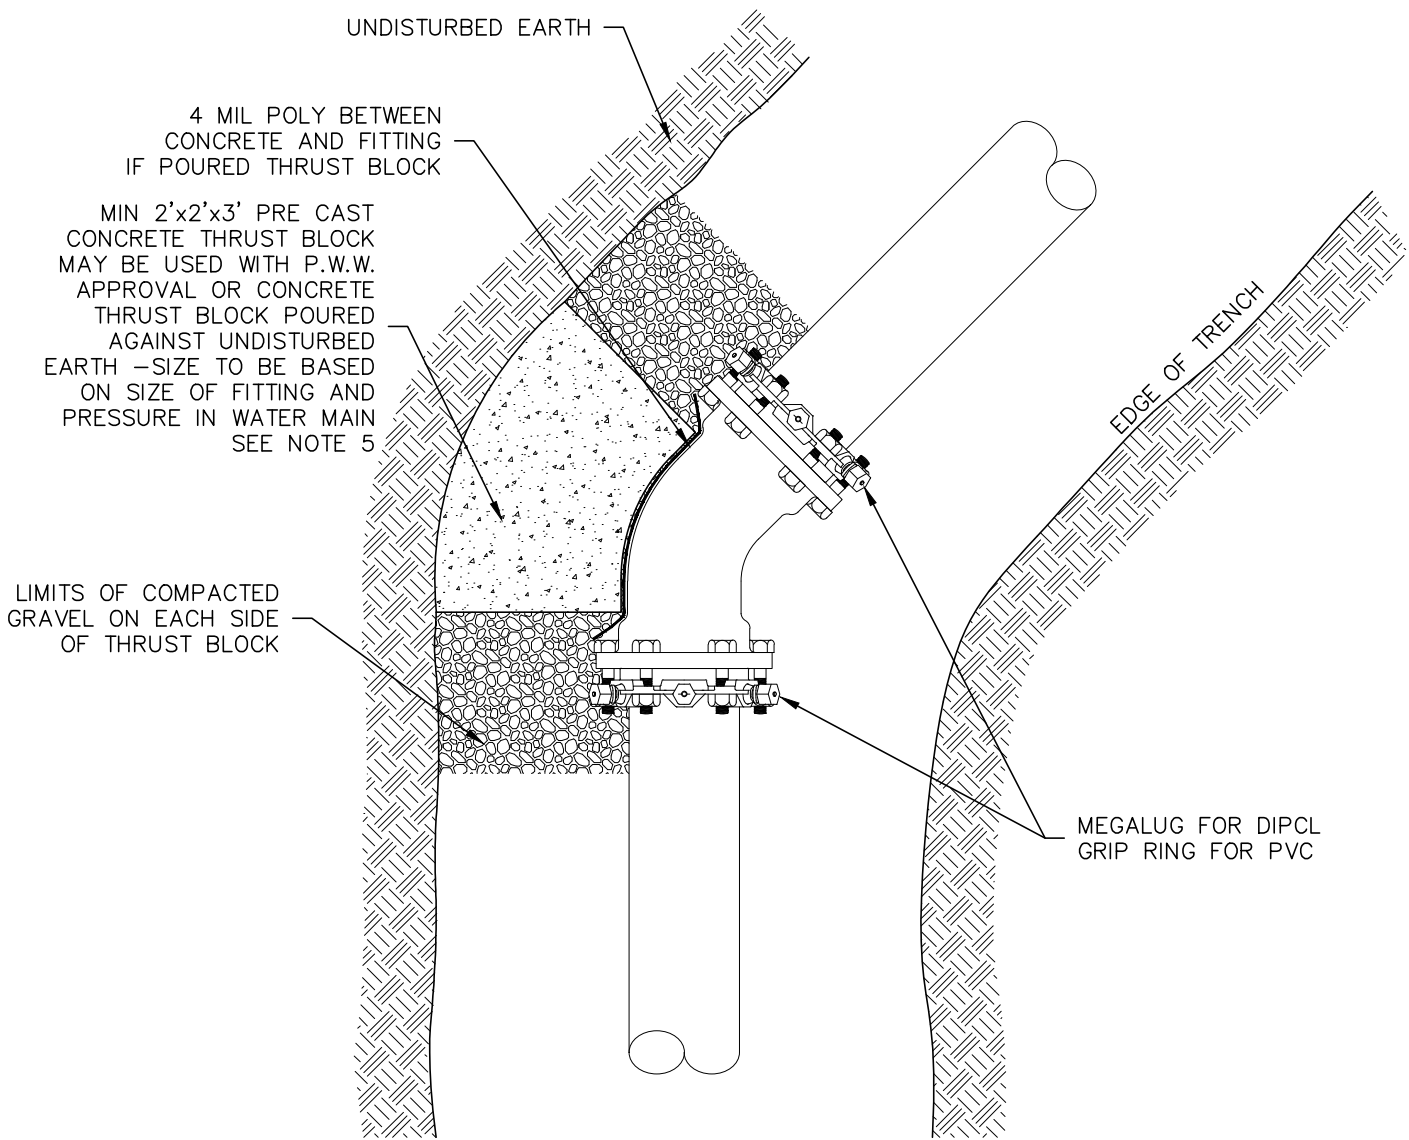 UNDISTURBED EARTH
4 MIL POLY BETWEEN
CONCRETE AND FITTING
IF POURED THRUST BLOCK
MIN 2'x2'x3' PRE CAST
CONCRETE THRUST BLOCK
MAY BE USED WITH P.W.W.
APPROVAL OR CONCRETE
THRUST BLOCK POURED
AGAINST UNDISTURBED
EARTH –SIZE TO BE BASED
ON SIZE OF FITTING AND
PRESSURE IN WATER MAIN
SEE NOTE 5
EDGE OF TRENCH
LIMITS OF COMPACTED
GRAVEL ON EACH SIDE
OF THRUST BLOCK
MEGALUG FOR DIPCL
GRIP RING FOR PVC